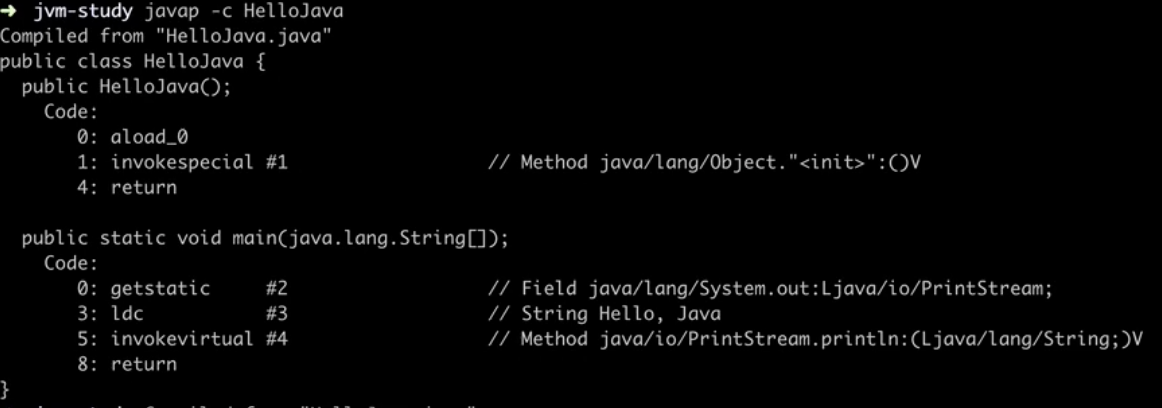 ➜ jvm-study javap -c HelloJava
Compiled from "HelloJava.java"
public class HelloJava {
  public HelloJava();
    Code:
       0: aload_0
       1: invokespecial #1                  // Method java/lang/Object."<init>":()V
       4: return

  public static void main(java.lang.String[]);
    Code:
       0: getstatic     #2                  // Field java/lang/System.out:Ljava/io/PrintStream;
       3: ldc           #3                  // String Hello, Java
       5: invokevirtual #4                  // Method java/io/PrintStream.println:(Ljava/lang/String;)V
       8: return
}